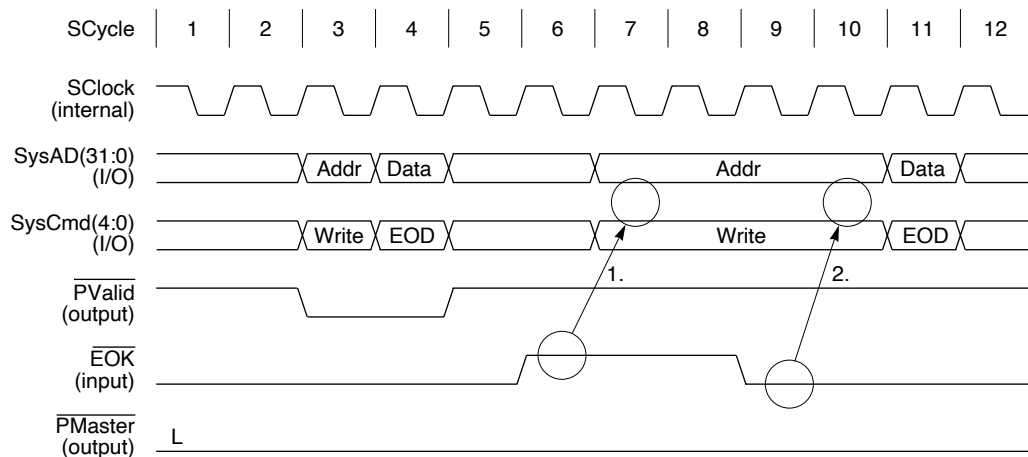 SCycle 1 2 3 4 5 6 7 8 9 10 11 12
SClock
(internal)
SysAD(31:0)
(I/O)
Addr Data Addr Data
SysCmd(4:0)
(I/O)
Write EOD Write EOD
1. 2.
PValid
(output)
EOK
(input)
PMaster
(output)
L